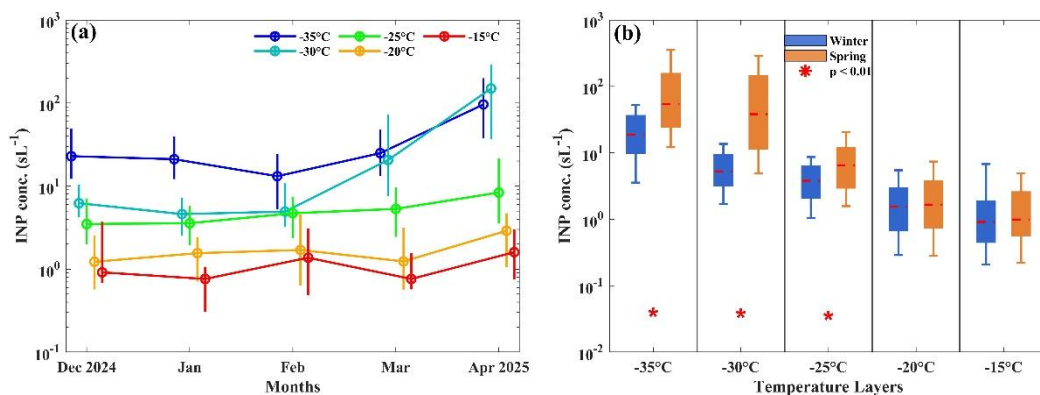 (a)
-35°C -25°C -15°C
-30°C -20°C
10³
10²
10¹
10⁰
10⁻¹
INP conc. (sL⁻¹)
Dec 2024 Jan Feb Mar Apr 2025
Months
(b)
Winter
Spring
p < 0.01
10³
10²
10¹
10⁰
10⁻¹
10⁻²
INP conc. (sL⁻¹)
-35°C -30°C -25°C -20°C -15°C
Temperature Layers